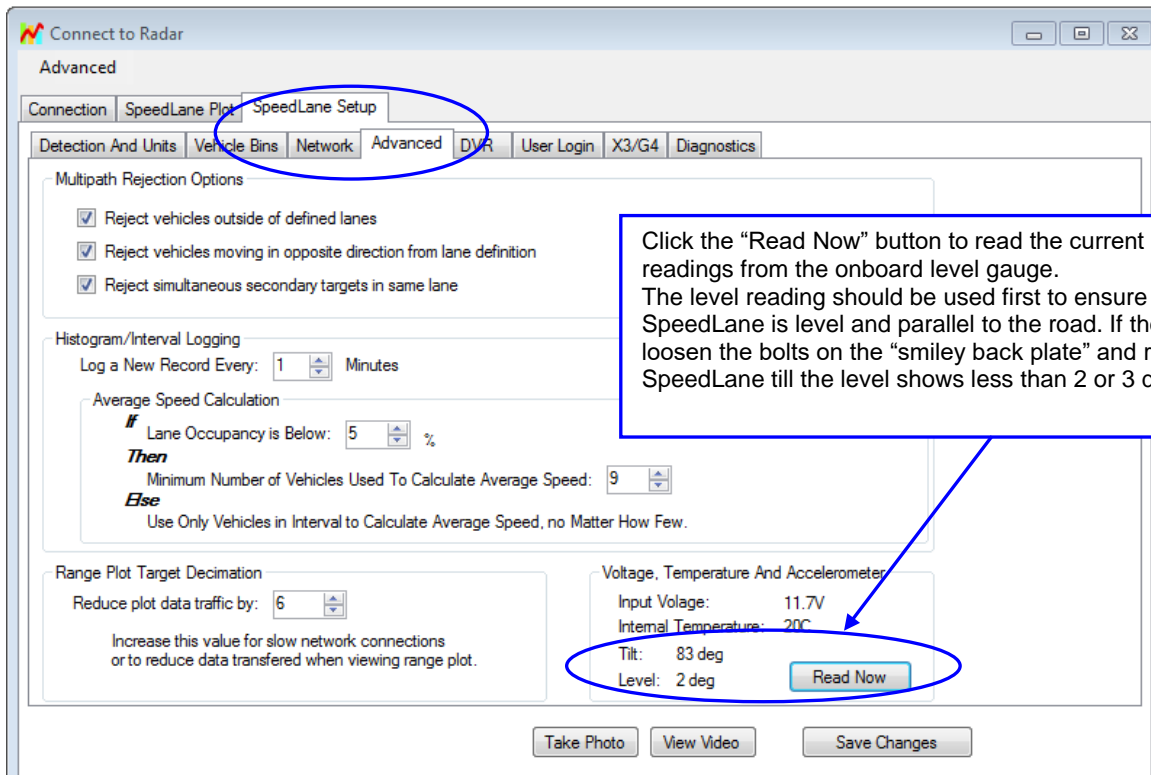 Connect to Radar
Advanced
Connection SpeedLane Plot SpeedLane Setup
Detection And Units Vehicle Bins Network Advanced DVR User Login X3/G4 Diagnostics
Multipath Rejection Options
Reject vehicles outside of defined lanes
Reject vehicles moving in opposite direction from lane definition
Reject simultaneous secondary targets in same lane
Click the “Read Now” button to read the current
readings from the onboard level gauge.
The level reading should be used first to ensure
SpeedLane is level and parallel to the road. If the
loosen the bolts on the “smiley back plate” and
SpeedLane till the level shows less than 2 or 3
Histogram/Interval Logging
Log a New Record Every: 1 Minutes
Average Speed Calculation
If
Lane Occupancy is Below: 5 %
Then
Minimum Number of Vehicles Used To Calculate Average Speed: 9
Else
Use Only Vehicles in Interval to Calculate Average Speed, no Matter How Few.
Range Plot Target Decimation
Reduce plot data traffic by: 6
Increase this value for slow network connections
or to reduce data transfered when viewing range plot.
Voltage, Temperature And Accelerometer
Input Volage: 11.7V
Internal Temperature: 20C
Tilt: 83 deg
Level: 2 deg
Read Now
Take Photo View Video Save Changes